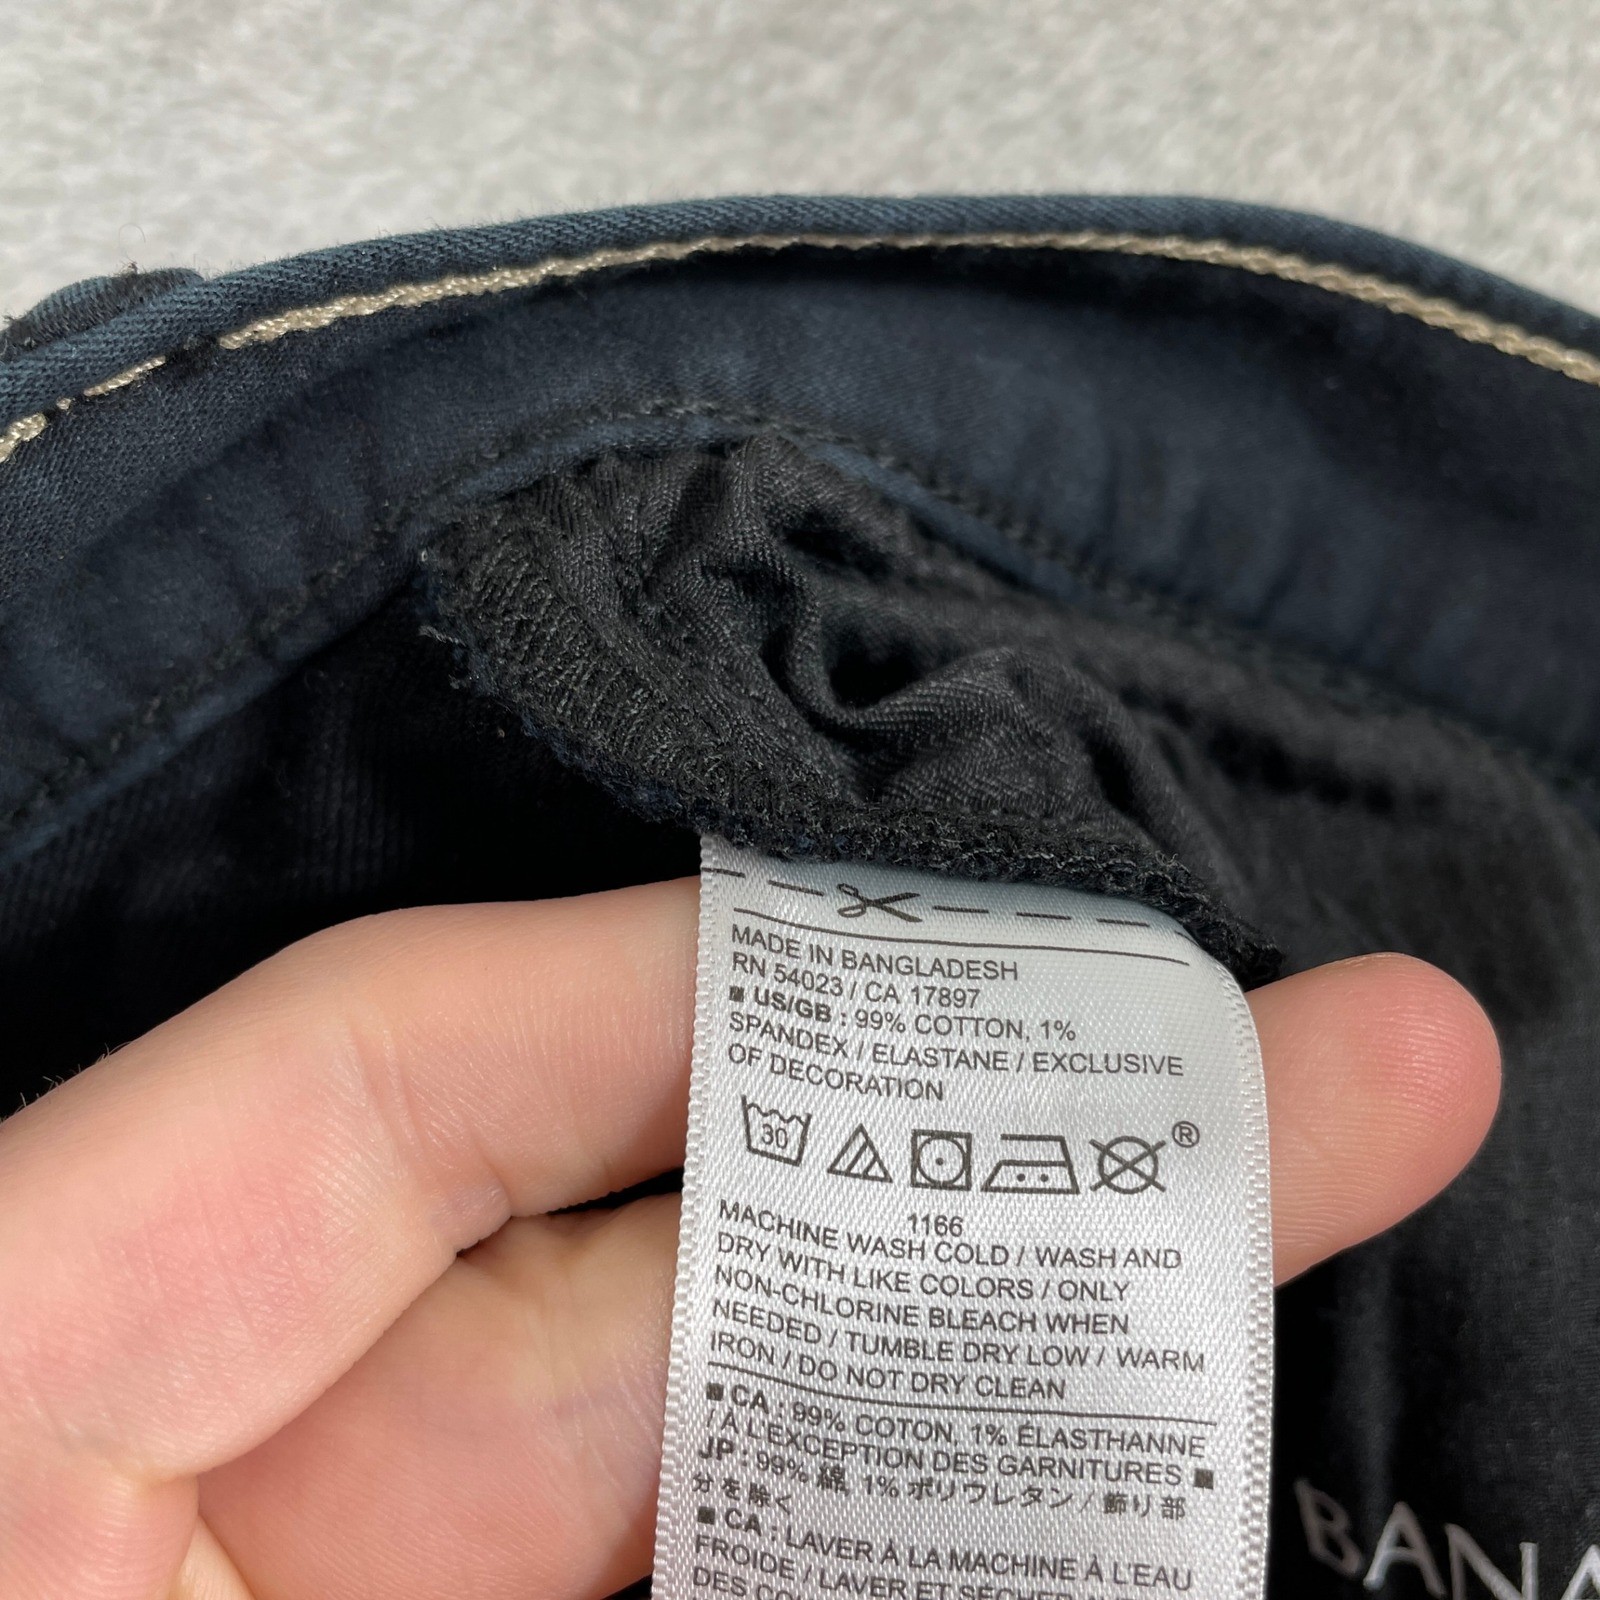 MADE IN BANGLADESH
RN 54023 / CA 17897
■ US/GB : 99% COTTON, 1%
SPANDEX / ELASTANE / EXCLUSIVE
OF DECORATION
30
®
1166
MACHINE WASH COLD / WASH AND
DRY WITH LIKE COLORS / ONLY
NON-CHLORINE BLEACH WHEN
NEEDED / TUMBLE DRY LOW / WARM
IRON / DO NOT DRY CLEAN
■ CA : 99% COTON, 1% ÉLASTHANNE
/ À L'EXCEPTION DES GARNITURES ■
JP : 99% 綿, 1% ポリウレタン / 飾り部
分を除く
■ CA : LAVER À LA MACHINE À L'EAU
FROIDE / LAVER ET SÉCHER AVEC
DES CO
BANA